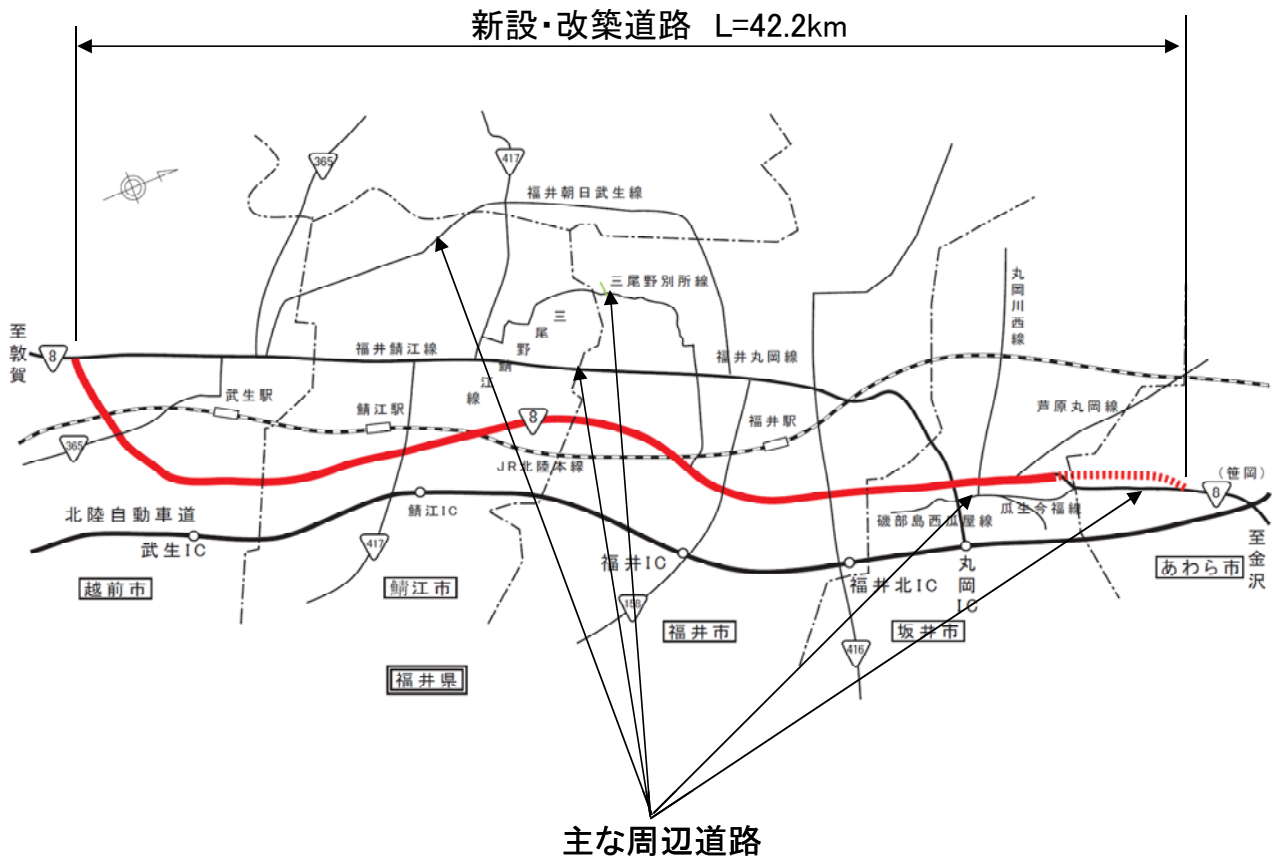 新設・改築道路 L=42.2km
365
417
福井朝日武生線
三尾野別所線
丸岡川西線
至敦賀
8
福井鯖江線
三尾野鯖江線
福井丸岡線
武生駅
鯖江駅
8
福井駅
芦原丸岡線
365
JR北陸本線
(笹岡)
8
北陸自動車道
鯖江IC
磯部島西瓜屋線
瓜生今福線
武生IC
417
福井IC
福井北IC
丸岡IC
至金沢
あわら市
越前市
鯖江市
158
福井市
坂井市
416
福井県
主な周辺道路